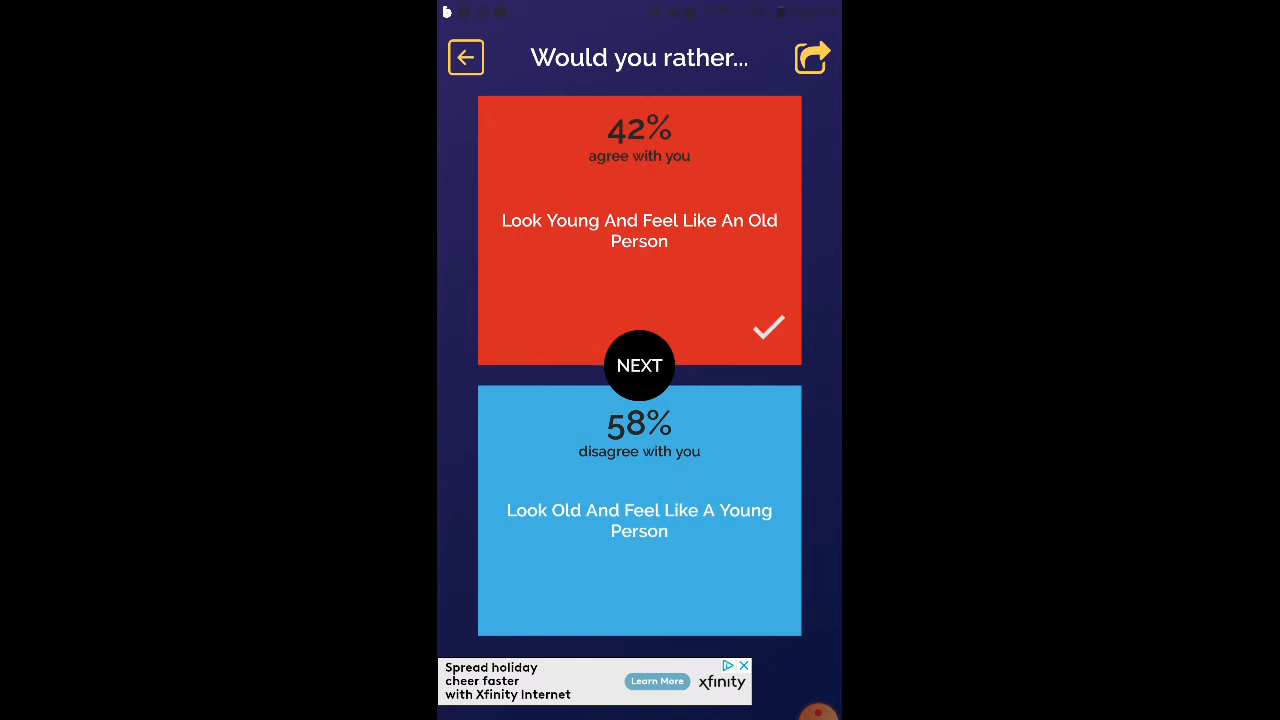 Would you rather...
42%
agree with you
Look Young And Feel Like An Old
Person
NEXT
58%
disagree with you
Look Old And Feel Like A Young
Person
Spread holiday
cheer faster
with Xfinity Internet
Learn More
xfinity